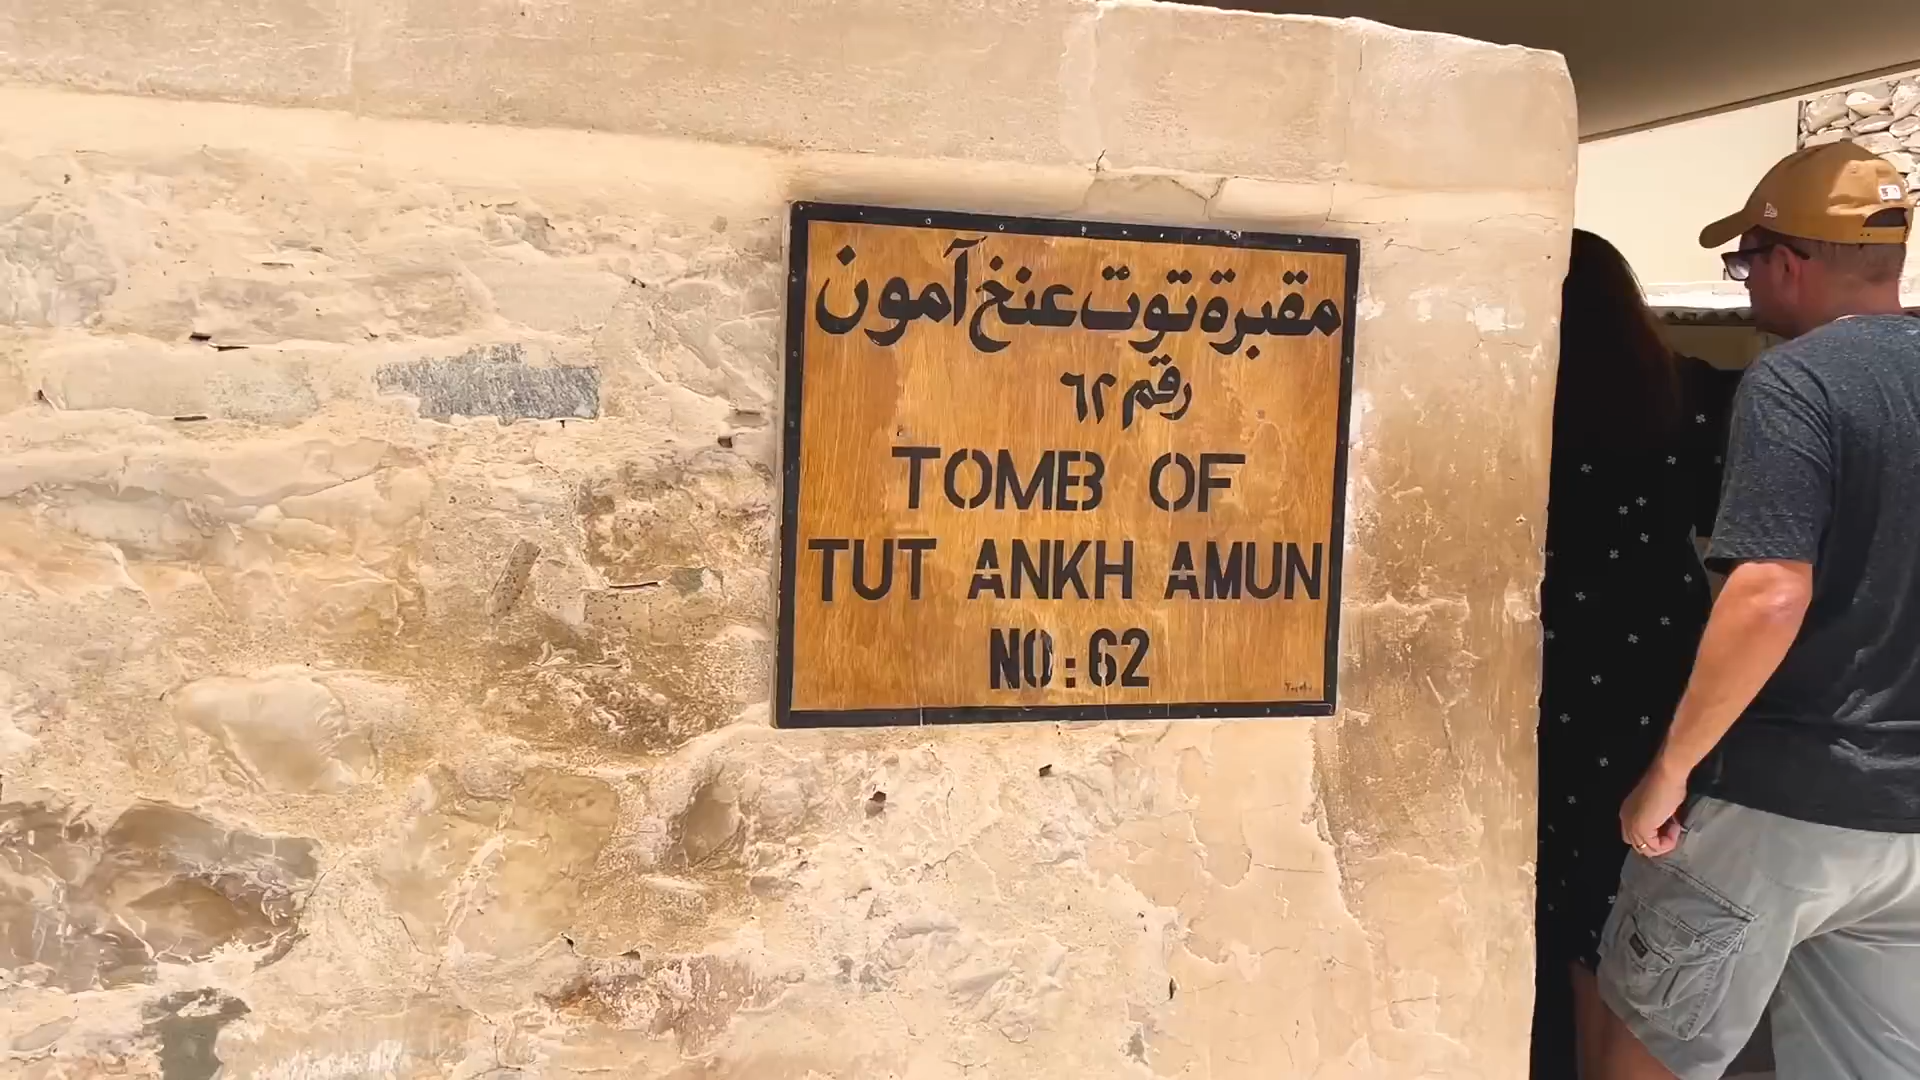 مقبرة توت عنخ آمون
رقم ٦٢
TOMB OF
TUT ANKH AMUN
NO:62